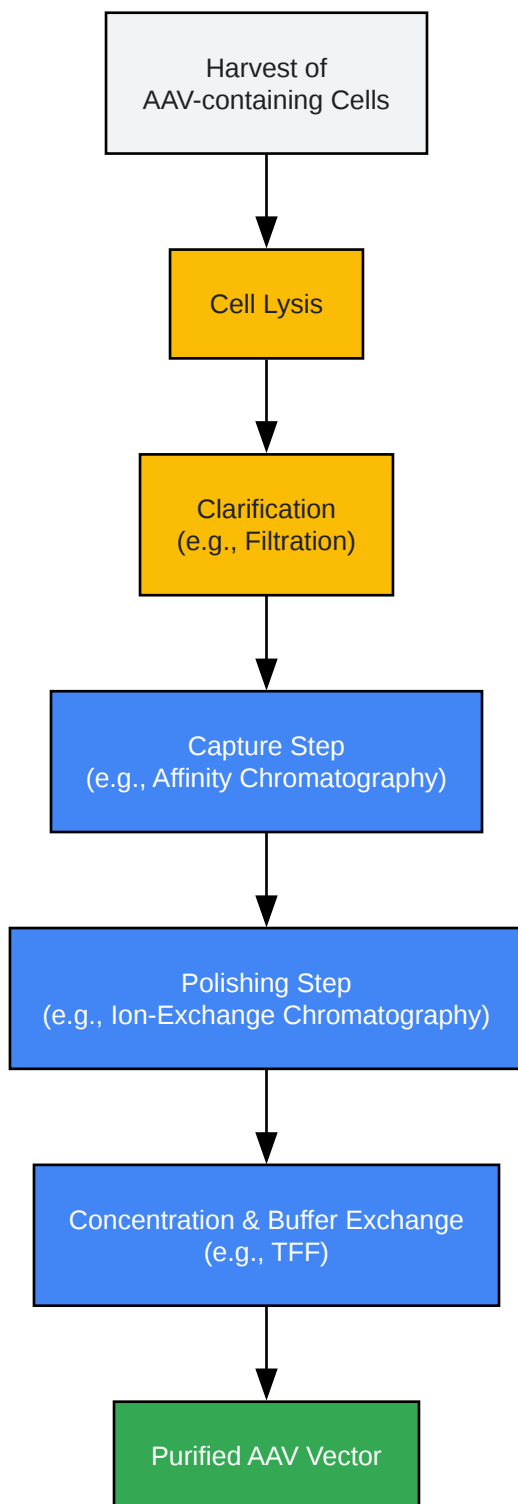 Harvest of
AAV-containing Cells
Cell Lysis
Clarification
(e.g., Filtration)
Capture Step
(e.g., Affinity Chromatography)
Polishing Step
(e.g., Ion-Exchange Chromatography)
Concentration & Buffer Exchange
(e.g., TFF)
Purified AAV Vector